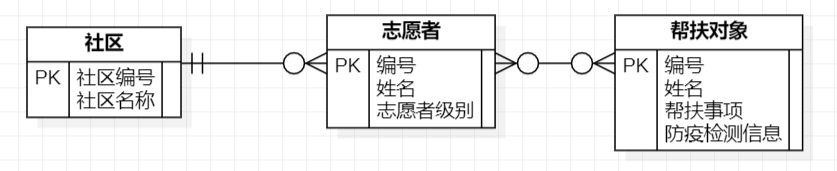 社区
PK 社区编号
社区名称
志愿者
PK 编号
姓名
志愿者级别
帮扶对象
PK 编号
姓名
帮扶事项
防疫检测信息